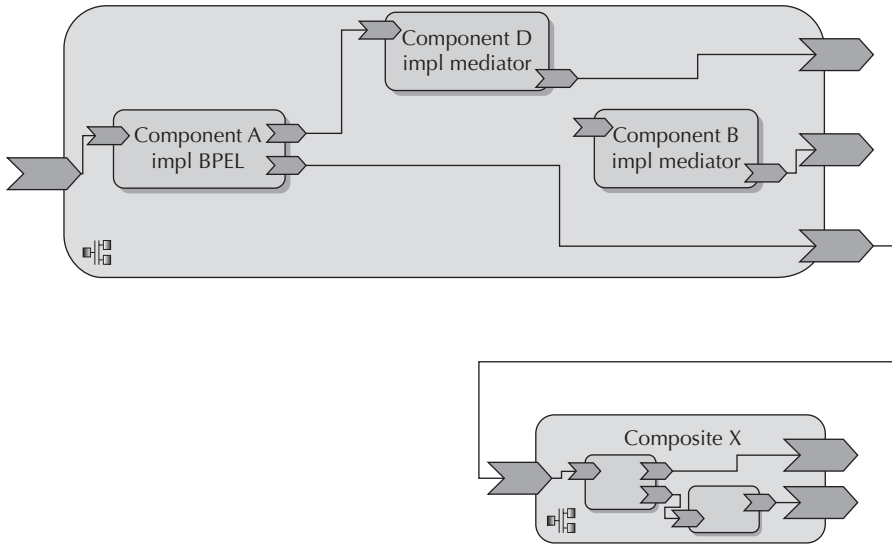 Component D
impl mediator
Component A
impl BPEL
Component B
impl mediator
Composite X